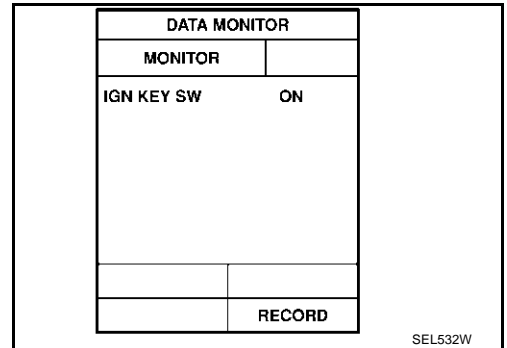 DATA MONITOR
MONITOR
IGN KEY SW ON
RECORD
SEL532W